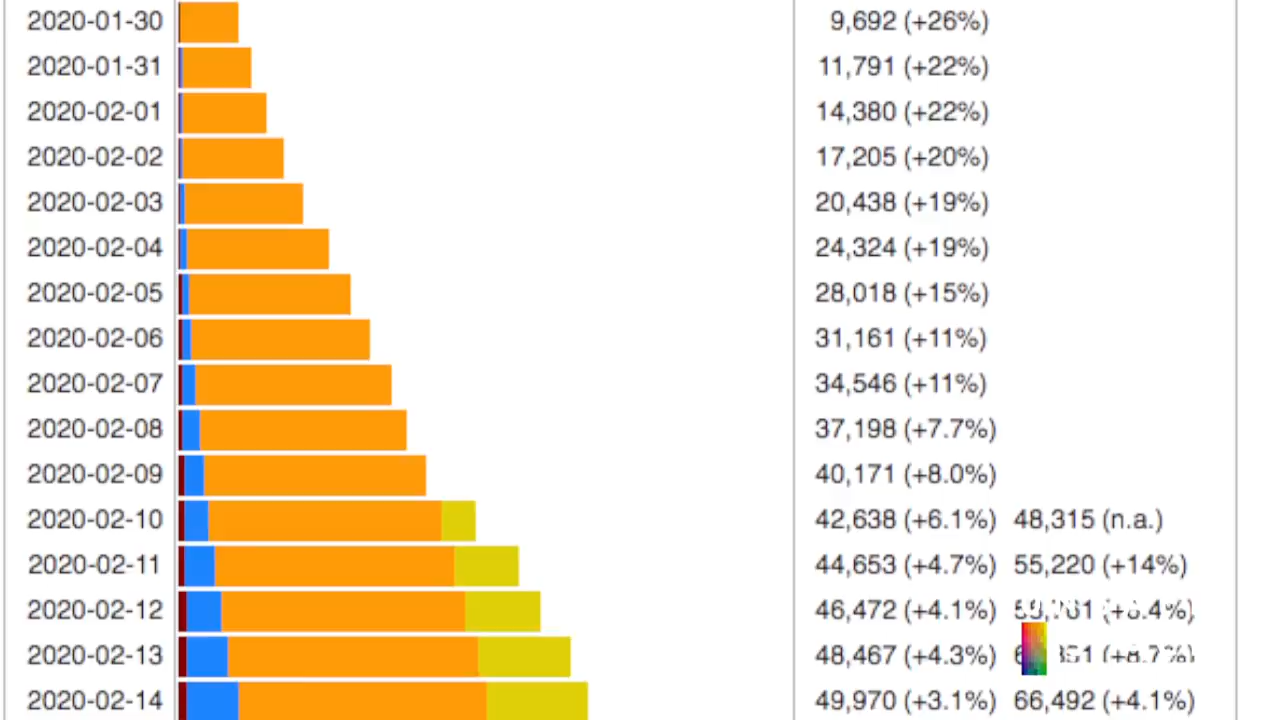 2020-01-30 9,692 (+26%)
2020-01-31 11,791 (+22%)
2020-02-01 14,380 (+22%)
2020-02-02 17,205 (+20%)
2020-02-03 20,438 (+19%)
2020-02-04 24,324 (+19%)
2020-02-05 28,018 (+15%)
2020-02-06 31,161 (+11%)
2020-02-07 34,546 (+11%)
2020-02-08 37,198 (+7.7%)
2020-02-09 40,171 (+8.0%)
2020-02-10 42,638 (+6.1%) 48,315 (n.a.)
2020-02-11 44,653 (+4.7%) 55,220 (+14%)
2020-02-12 46,472 (+4.1%)
2020-02-13 48,467 (+4.3%)
2020-02-14 49,970 (+3.1%) 66,492 (+4.1%)